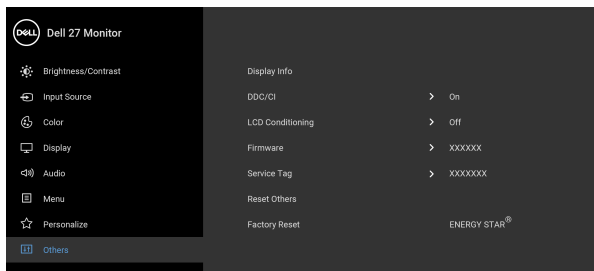 DELL Dell 27 Monitor
Brightness/Contrast Display Info
Input Source DDC/CI On
Color LCD Conditioning Off
Display Firmware XXXXXX
Audio Service Tag XXXXXXX
Menu Reset Others
Personalize Factory Reset ENERGY STAR®
Others